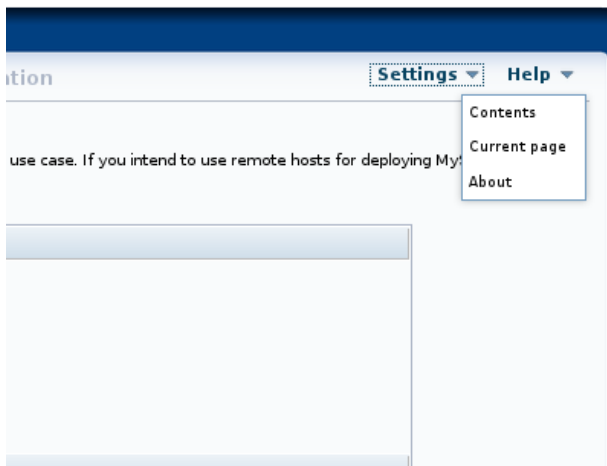 ation
Settings Help
Contents
Current page
About
use case. If you intend to use remote hosts for deploying My